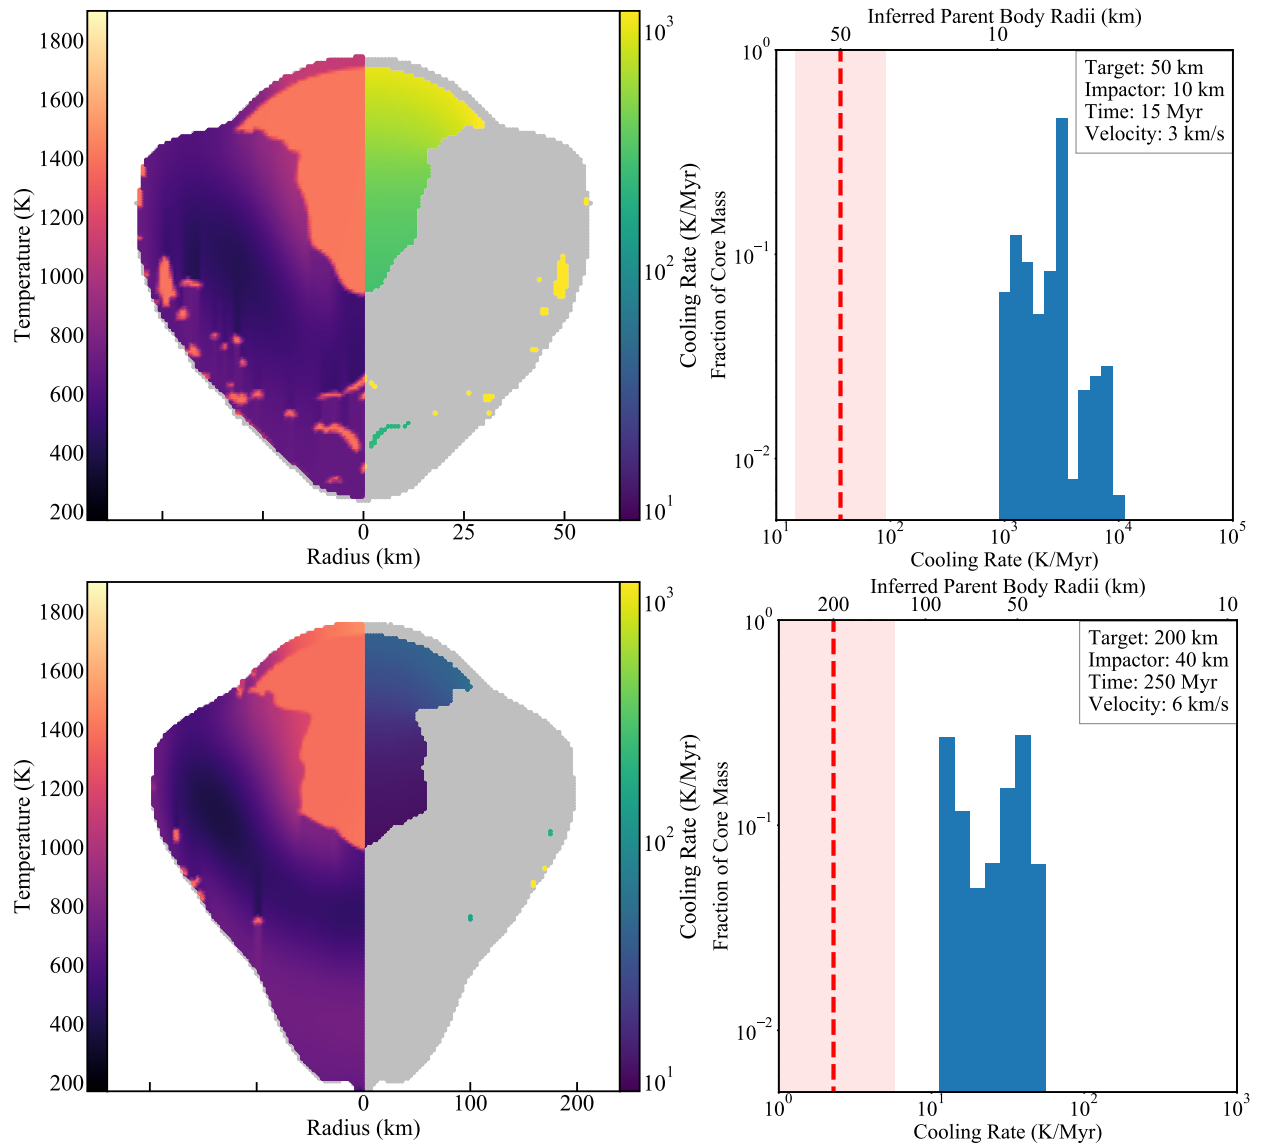 Inferred Parent Body Radii (km)
50 10
Target: 50 km
Impactor: 10 km
Time: 15 Myr
Velocity: 3 km/s
1800
1600
1400
1200
1000
800
600
400
200
Temperature (K)
10^3
10^2
10^1
Cooling Rate (K/Myr)
0 25 50
Radius (km)
10^0
10^−1
10^−2
Fraction of Core Mass
10^1 10^2 10^3 10^4 10^5
Cooling Rate (K/Myr)
Inferred Parent Body Radii (km)
200 100 50 10
Target: 200 km
Impactor: 40 km
Time: 250 Myr
Velocity: 6 km/s
1800
1600
1400
1200
1000
800
600
400
200
Temperature (K)
10^3
10^2
10^1
Cooling Rate (K/Myr)
0 100 200
Radius (km)
10^0
10^−1
10^−2
Fraction of Core Mass
10^0 10^1 10^2 10^3
Cooling Rate (K/Myr)